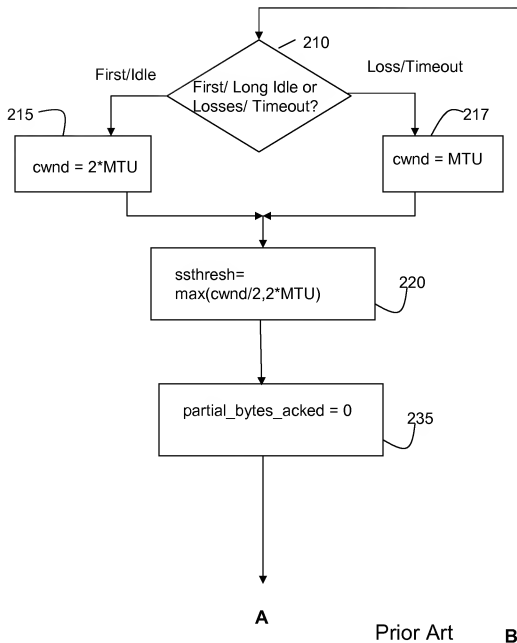 210
First/Idle
Loss/Timeout
First/ Long Idle or
Losses/ Timeout?
215
217
cwnd = 2*MTU
cwnd = MTU
ssthresh=
max(cwnd/2,2*MTU)
220
partial_bytes_acked = 0
235
A
Prior Art
B